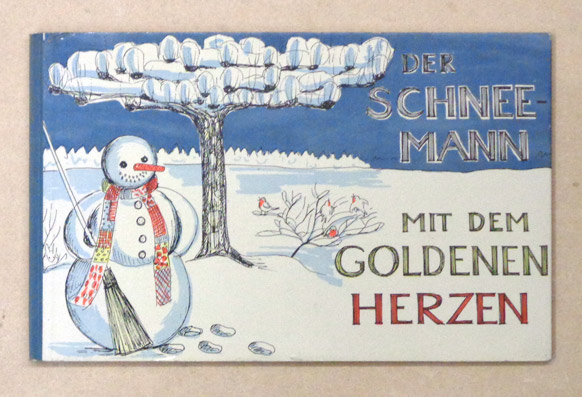 DER
SCHNEE-
MANN
MIT DEM
GOLDENEN
HERZEN